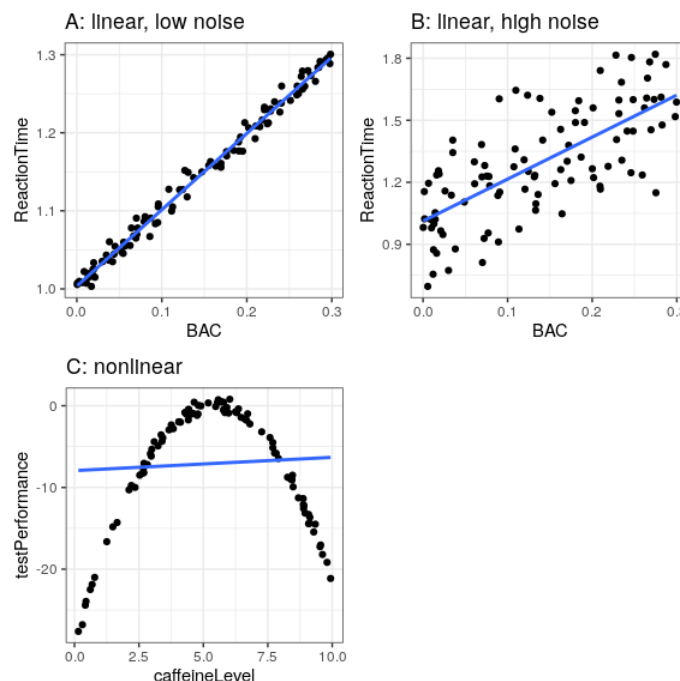 A: linear, low noise
ReactionTime
1.3
1.2
1.1
1.0
0.0 0.1 0.2 0.3
BAC
B: linear, high noise
ReactionTime
1.8
1.5
1.2
0.9
0.0 0.1 0.2
BAC
C: nonlinear
testPerformance
0
-10
-20
0.0 2.5 5.0 7.5 10.0
caffeineLevel